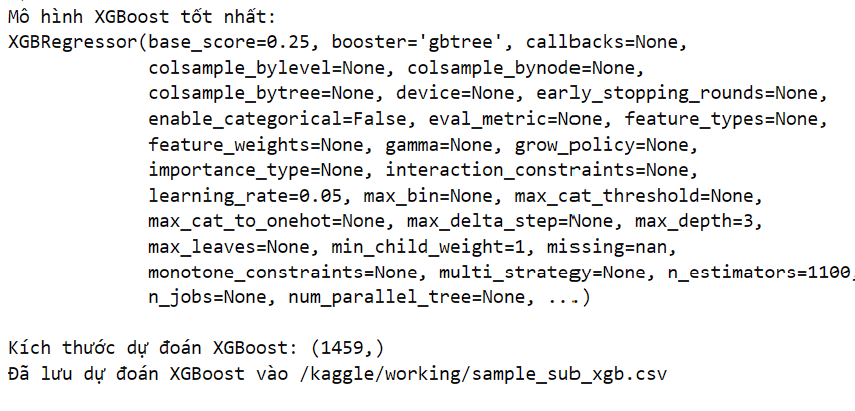 Mô hình XGBoost tốt nhất:
XGBRegressor(base_score=0.25, booster='gbtree', callbacks=None,
             colsample_bylevel=None, colsample_bynode=None,
             colsample_bytree=None, device=None, early_stopping_rounds=None,
             enable_categorical=False, eval_metric=None, feature_types=None,
             feature_weights=None, gamma=None, grow_policy=None,
             importance_type=None, interaction_constraints=None,
             learning_rate=0.05, max_bin=None, max_cat_threshold=None,
             max_cat_to_onehot=None, max_delta_step=None, max_depth=3,
             max_leaves=None, min_child_weight=1, missing=nan,
             monotone_constraints=None, multi_strategy=None, n_estimators=1100,
             n_jobs=None, num_parallel_tree=None, ...)
Kích thước dự đoán XGBoost: (1459,)
Đã lưu dự đoán XGBoost vào /kaggle/working/sample_sub_xgb.csv